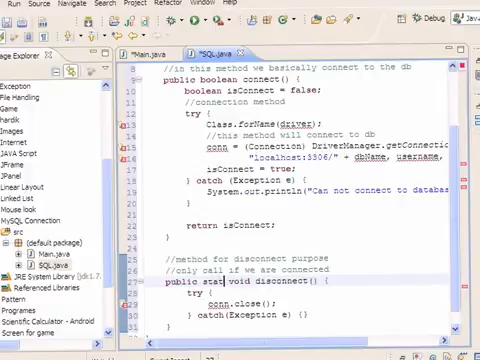 Source Refactor Navigate Search Project Refactor Window Help
Debug
Java
ckage Explorer
*Main.java
*SQL.java
Exception
File Handling
Game
hardik
Images
Internet
Java Script
JFrame
JPanel
Linear Layout
Linked List
Mouse look
MySQL Connection
src
(default package)
Main.java
SQL.java
JRE System Library [jdk1.7.
Referenced Libraries
Pattern
Programs
Scientific Calculator - Element
Screen for game
8 //in this method we basically connect to the db
9 public boolean connect() {
10 boolean isConnect = false;
11 //connection method
12 try {
13 Class.forName(driver);
14 //this method will connect to db
15 conn = (Connection) DriverManager.getConnection
16 "localhost:3306/" + dbName, username,
17 isConnect = true;
18 } catch (Exception e) {
19 System.out.println("Can not connect to databas
20 }
21
22 return isConnect;
23 }
24
25 //method for disconnect purpose
26 //only call if we are connected
27 public stat void disconnect() {
28 try {
29 conn.close();
30 } catch(Exception e) {}
31 }